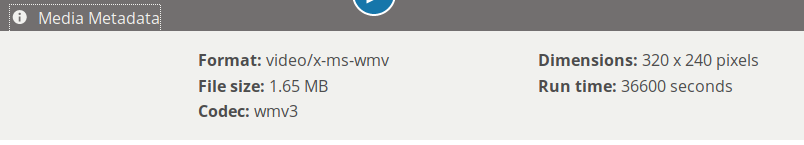 Media Metadata
Format: video/x-ms-wmv
File size: 1.65 MB
Codec: wmv3
Dimensions: 320 x 240 pixels
Run time: 36600 seconds